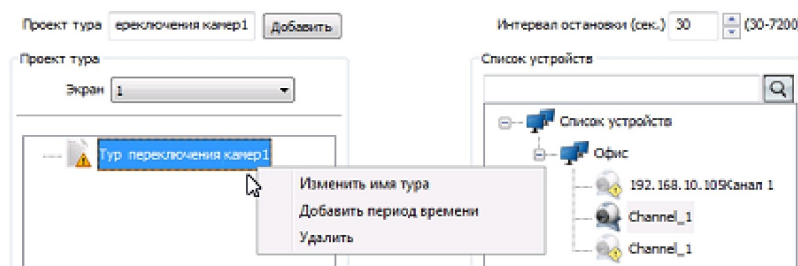 Проект тура ереключения камер1 Добавить
Интервал остановки (сек.) 30 (30-7200
Проект тура
Экран 1
Тур переключения камер1
Изменить имя тура
Добавить период времени
Удалить
Список устройств
Список устройств
Офис
192.168.10.109Канал 1
Channel_1
Channel_1